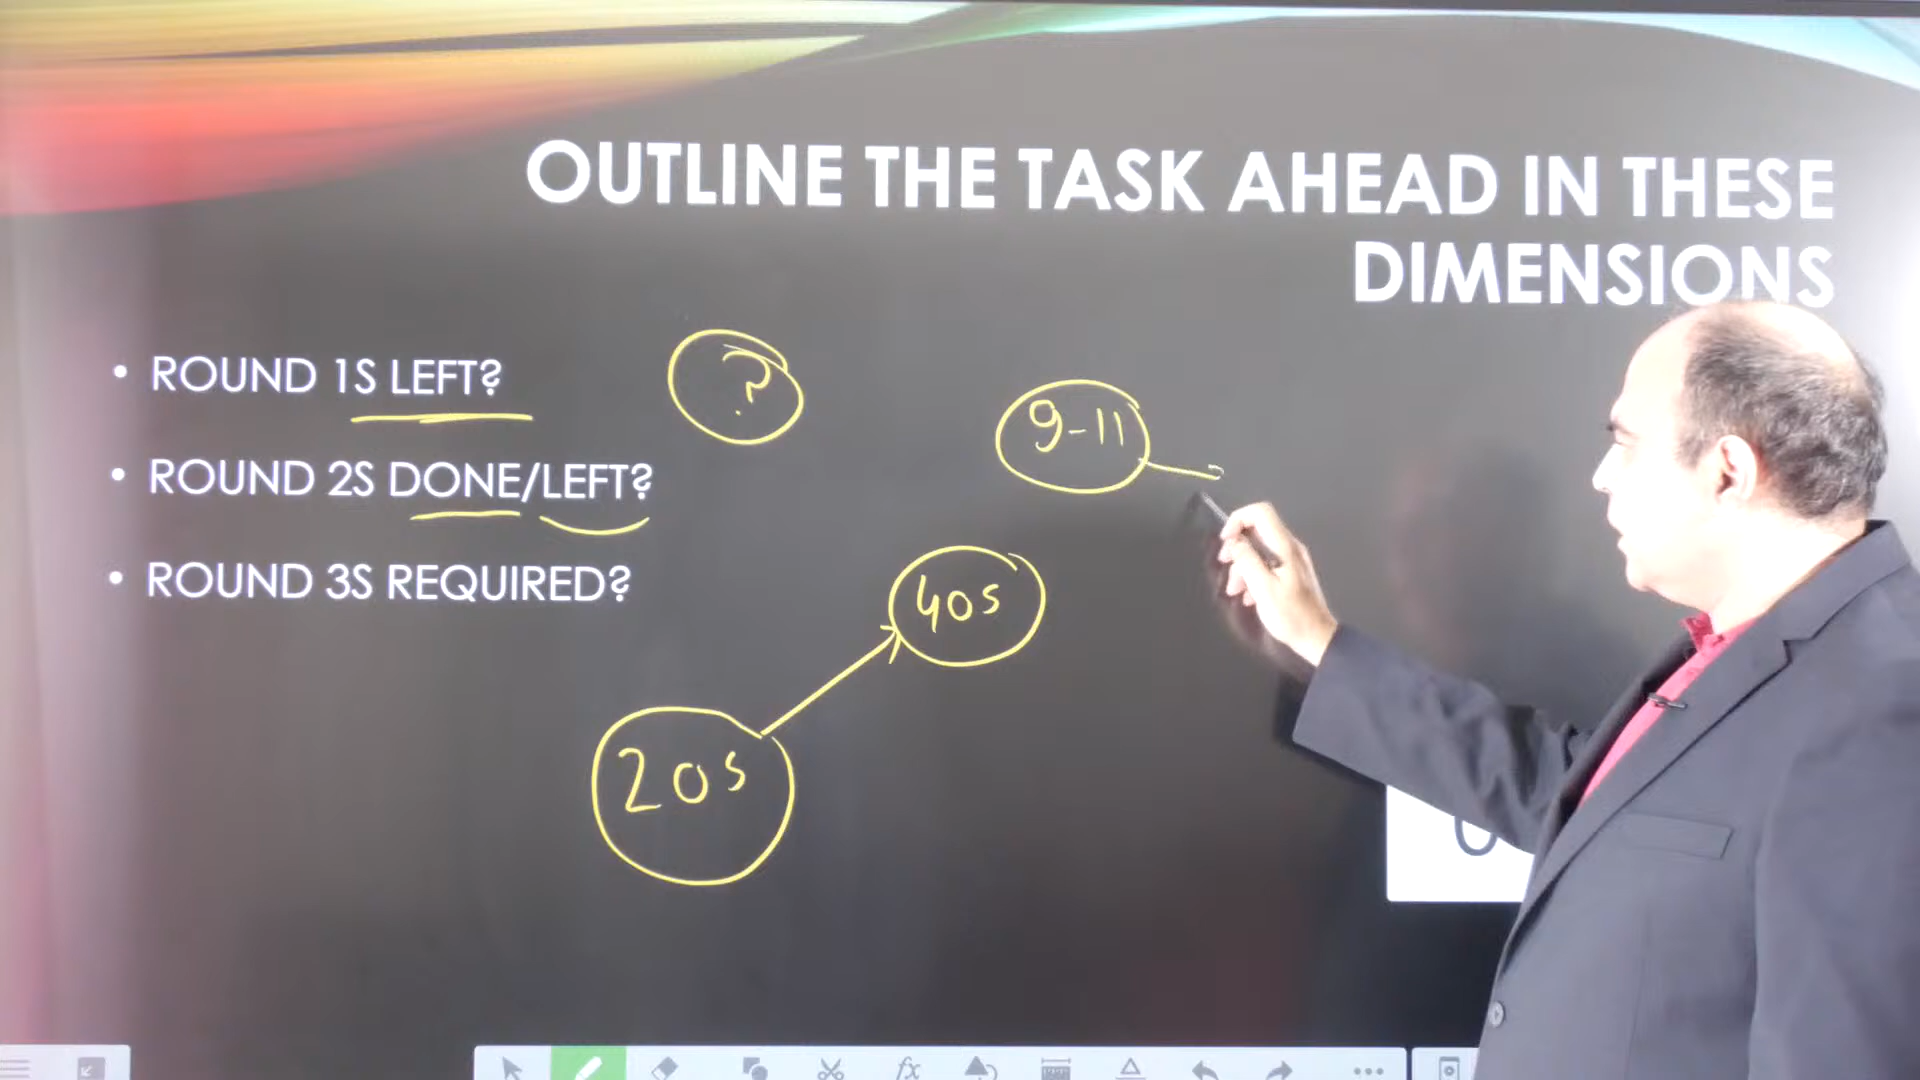 OUTLINE THE TASK AHEAD IN THESE
DIMENSIONS
• ROUND 1S LEFT?
?
9-11
• ROUND 2S DONE/LEFT?
• ROUND 3S REQUIRED?
40s
20s
fx